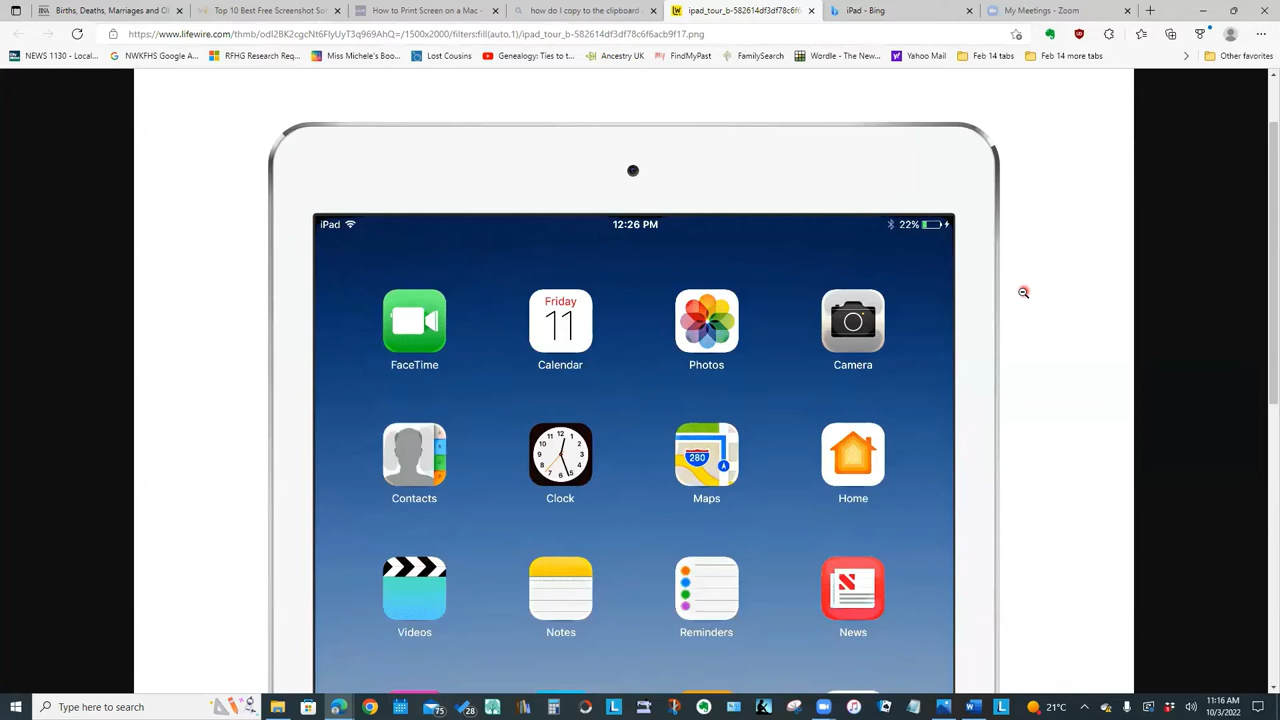 Births, Deaths, Marriages and Ot
Top 10 Best Free Screenshot So
How to Print Screen on a Mac -
how do I copy to the clipboard
ipad_tour_b-582614df3df78c6f6
iPad - Bing
My Meetings - Zoom
https://www.lifewire.com/thmb/odI2BK2cgcNt6FlyUyT3q969AhQ=/1500x2000/filters:fill(auto,1)/ipad_tour_b-582614df3df78c6f6acb9f17.png
NEWS 1130 - Local... NWKFHS Google ... RFHG Research Req... Miss Michele's Boo... Lost Cousins Genealogy: Ties to... Ancestry UK FindMyPast FamilySearch Wordle - The New... Yahoo Mail Feb 14 tabs Feb 14 more tabs Other favorites
iPad 12:26 PM 22%
Friday
11
FaceTime Calendar Photos Camera
280
Contacts Clock Maps Home
Videos Notes Reminders News
Type here to search
75
28
21°C
11:16 AM
10/3/2022